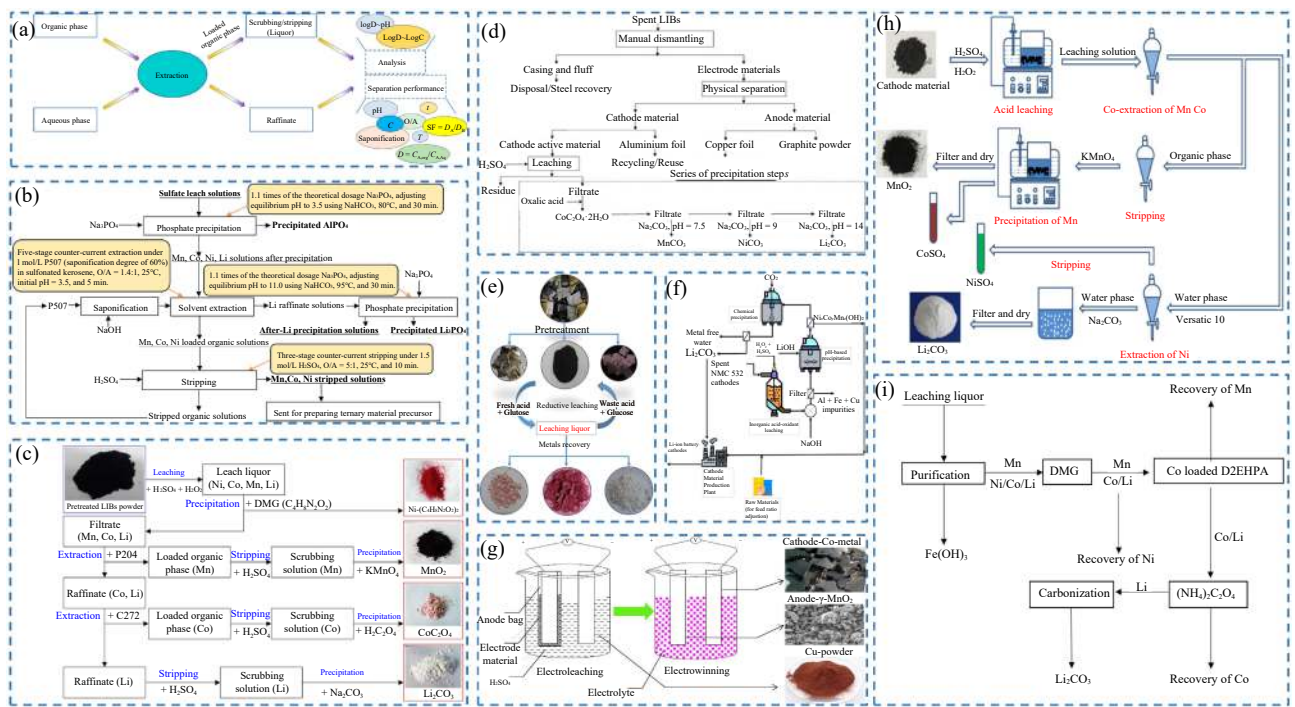 (a)
Organic phase
Loaded
organic phase
Scrubbing/stripping
(Liquor)
logD~pH
LogD~LogC
Extraction
Analysis
Separation performance
Aqueous phase
Raffinate
pH
t
C
O/A
Saponification
T
(b)
Sulfate leach solutions
1.1 times of the theoretical dosage Na₃PO₄, adjusting
equilibrium pH to 3.5 using NaHCO₃, 80°C, and 30 min.
Na₃PO₄
Phosphate precipitation
Precipitated AlPO₄
Mn, Co, Ni, Li solutions after precipitation
Five-stage counter-current extraction under
1 mol/L P507 (saponification degree of 60%)
in sulfonated kerosene, O/A = 1.4:1, 25°C,
initial pH = 3.5, and 5 min.
1.1 times of the theoretical dosage Na₃PO₄, adjusting
equilibrium pH to 11.0 using NaHCO₃, 95°C, and 30 min.
Na₃PO₄
P507
Saponification
Solvent extraction
Li raffinate solutions
Phosphate precipitation
NaOH
After-Li precipitation solutions
Precipitated Li₃PO₄
Mn, Co, Ni loaded organic solutions
Three-stage counter-current stripping under 1.5
mol/L H₂SO₄, O/A = 5:1, 25°C, and 10 min.
H₂SO₄
Stripping
Mn,Co, Ni stripped solutions
Stripped organic solutions
Sent for preparing ternary material precursor
(c)
Pretreated LIBs powder
Leaching
+ H₂SO₄ + H₂O₂
Leach liquor
(Ni, Co, Mn, Li)
Precipitation
+ DMG (C₄H₈N₂O₂)
Filtrate
(Mn, Co, Li)
Extraction
+ P204
Loaded organic
phase (Mn)
Stripping
+ H₂SO₄
Scrubbing
solution (Mn)
Precipitation
+ KMnO₄
MnO₂
Raffinate (Co, Li)
Extraction
+ C272
Loaded organic
phase (Co)
Stripping
+ H₂SO₄
Scrubbing
solution (Co)
Precipitation
+ H₂C₂O₄
CoC₂O₄
Raffinate (Li)
Stripping
+ H₂SO₄
Scrubbing
solution (Li)
Precipitation
+ Na₂CO₃
Li₂CO₃
(d)
Spent LIBs
Manual dismantling
Casing and fluff
Electrode materials
Disposal/Steel recovery
Physical separation
Cathode material
Anode material
Cathode active material
Aluminium foil
Copper foil
Graphite powder
H₂SO₄
Leaching
Recycling/Reuse
Residue
Filtrate
Series of precipitation steps
Oxalic acid
CoC₂O₄·2H₂O
Filtrate
Na₂CO₃, pH = 7.5
MnCO₃
Filtrate
Na₂CO₃, pH = 9
NiCO₃
Filtrate
Na₂CO₃, pH = 14
Li₂CO₃
(e)
Pretreatment
Fresh acid
+ Glutose
Reductive leaching
Waste acid
+ Glucose
Leaching liquor
Metals recovery
(f)
CO₂
Chemical
precipitation
Metal free
water
Li₂CO₃
H₂O₂ +
H₂SO₄
LiOH
pH-based
precipitation
Spent
NMC 532
cathodes
Filter
Al + Fe + Cu
impurities
Inorganic acid-oxidant
leaching
NaOH
Li-ion battery
cathodes
Cathode
Material
Production
Plant
Raw Materials
(for feed ratio
adjustion)
(g)
V
V
Cathode-Co-metal
Anode-γ-MnO₂
Cu-powder
Anode bag
Electrode
material
H₂SO₄
Electroleaching
Electrowinning
Electrolyte
(h)
Cathode material
H₂SO₄
H₂O₂
Leaching solution
Acid leaching
Co-extraction of Mn Co
MnO₂
Filter and dry
KMnO₄
Organic phase
Precipitation of Mn
Stripping
CoSO₄
NiSO₄
Stripping
Li₂CO₃
Filter and dry
Water phase
Na₂CO₃
Water phase
Versatic 10
Extraction of Ni
(i)
Leaching liquor
Recovery of Mn
Purification
Mn
Ni/Co/Li
DMG
Mn
Co/Li
Co loaded D2EHPA
Fe(OH)₃
Recovery of Ni
Co/Li
Carbonization
Li
(NH₄)₂C₂O₄
Li₂CO₃
Recovery of Co